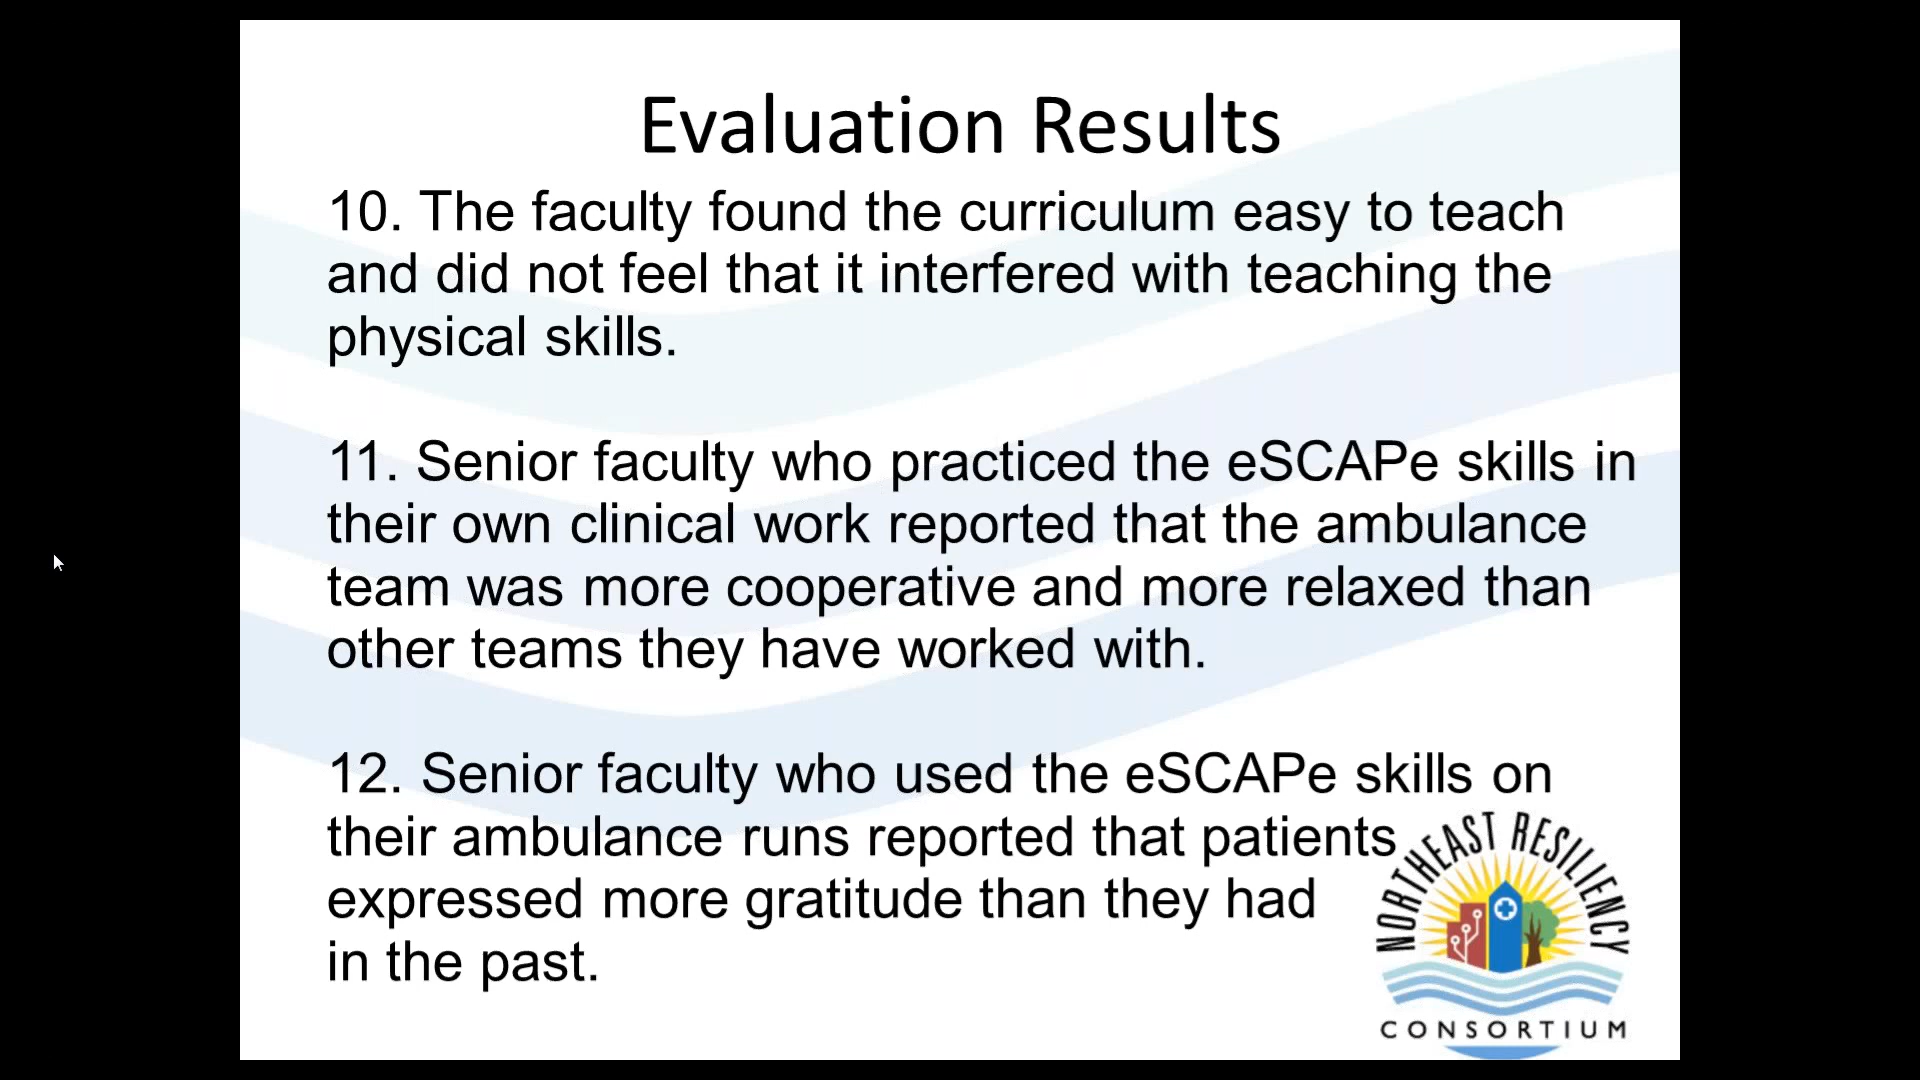 Evaluation Results
10. The faculty found the curriculum easy to teach
and did not feel that it interfered with teaching the
physical skills.
11. Senior faculty who practiced the eSCAPe skills in
their own clinical work reported that the ambulance
team was more cooperative and more relaxed than
other teams they have worked with.
12. Senior faculty who used the eSCAPe skills on
their ambulance runs reported that patients
expressed more gratitude than they had
in the past.
NORTHEAST RESILIENCY
CONSORTIUM